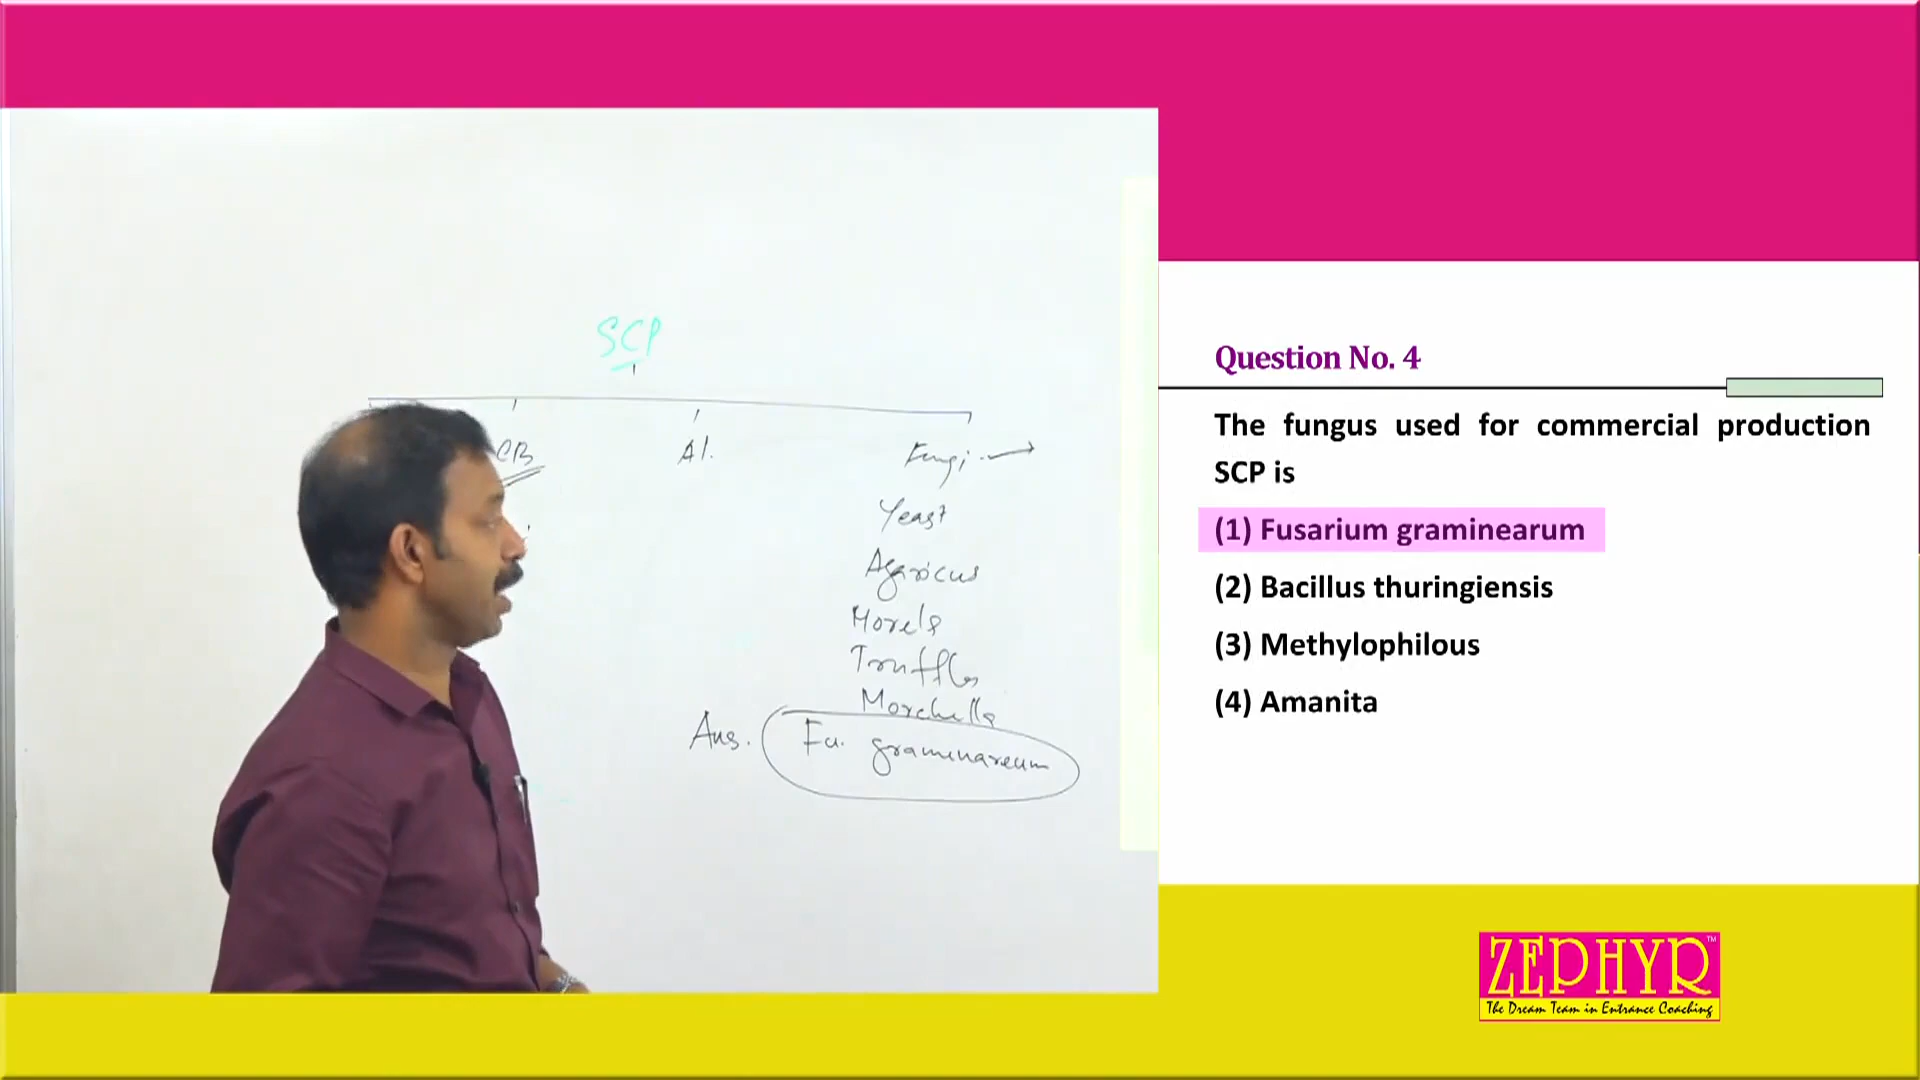 SCP
CB
Al.
Fungi
Yeast
Agaricus
Morels
Truffles
Morchella
Ans. Fu. graminareum
Question No. 4
The fungus used for commercial production
SCP is
(1) Fusarium graminearum
(2) Bacillus thuringiensis
(3) Methylophilous
(4) Amanita
ZEPHYR™
The Dream Team in Entrance Coaching